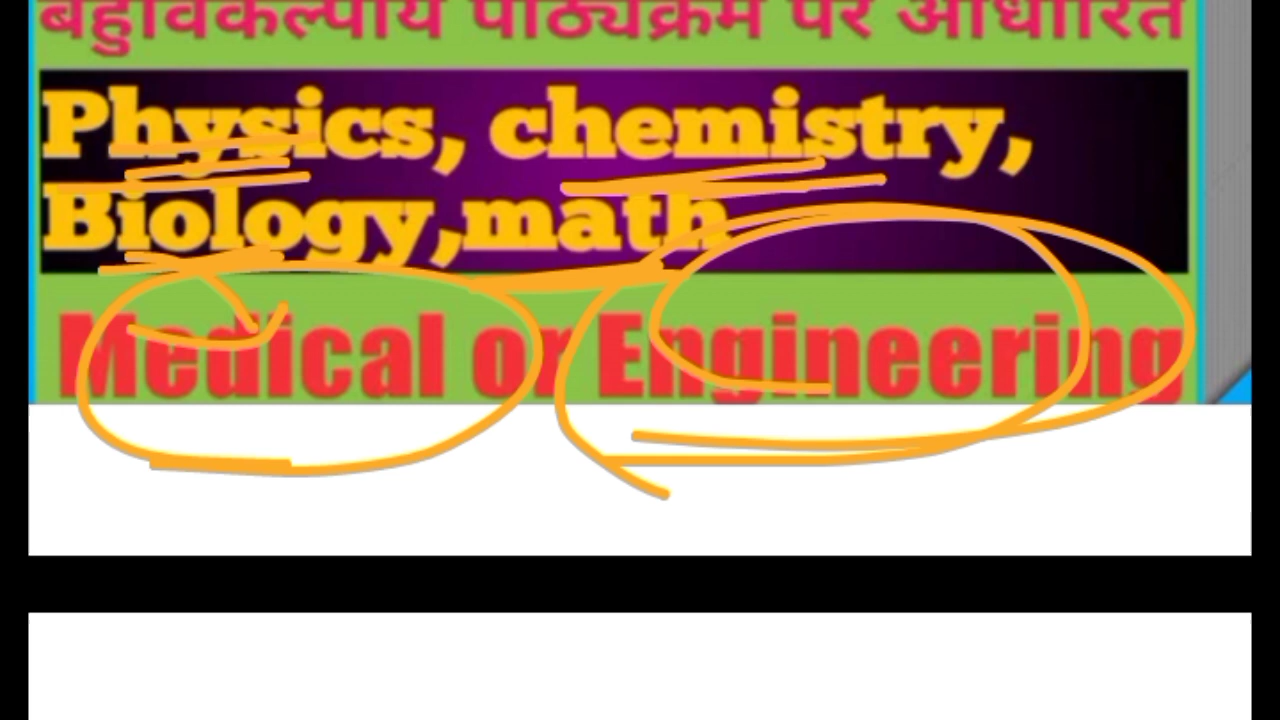 बहुविकल्पीय पाठ्यक्रम पर आधारित
Physics, chemistry,
Biology,math
Medical or Engineering